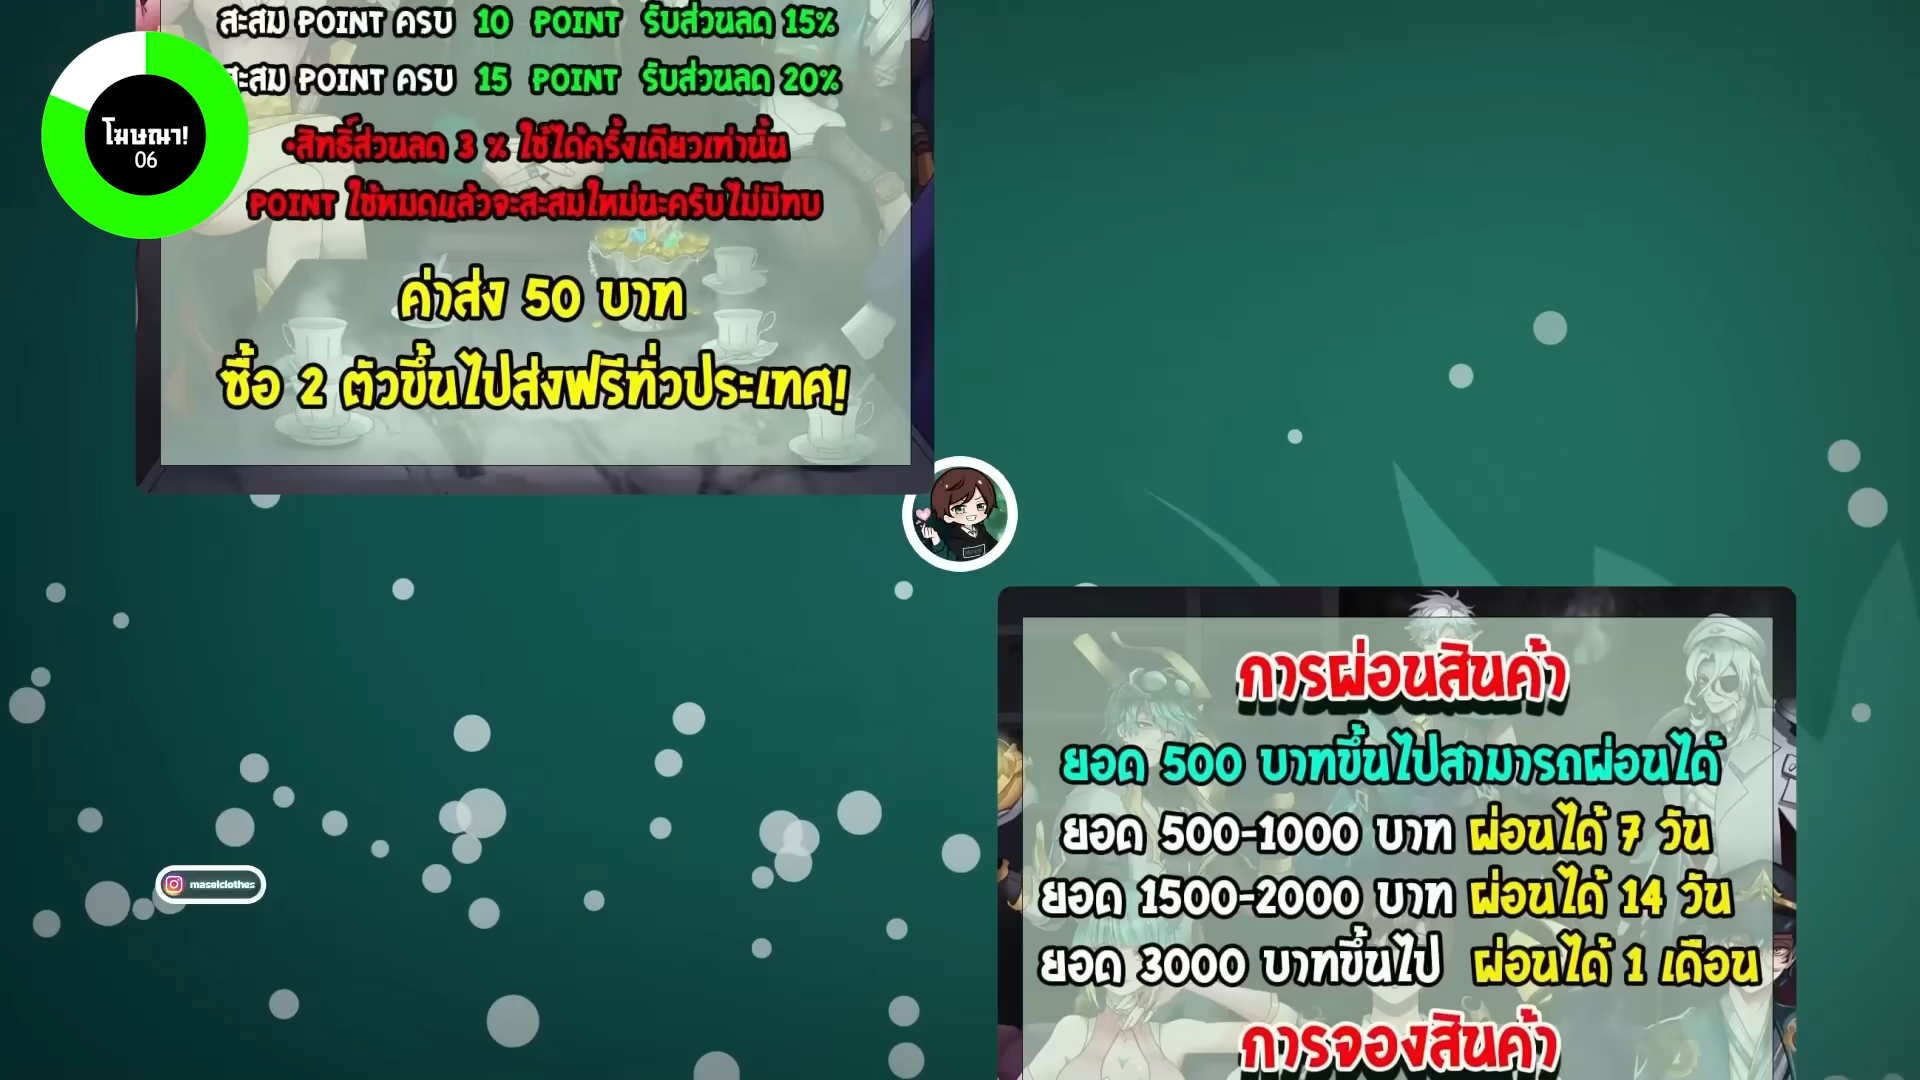 สะสม POINT ครบ 10 POINT รับส่วนลด 15%
สะสม POINT ครบ 15 POINT รับส่วนลด 20%
•สิทธิ์ส่วนลด 3 % ใช้ได้ครั้งเดียวเท่านั้น
POINT ใช้หมดแล้วจะสะสมใหม่นะครับไม่มีทบ
ค่าส่ง 50 บาท
ซื้อ 2 ตัวขึ้นไปส่งฟรีทั่วประเทศ!
โฆษณา!
06
maselclothes
การผ่อนสินค้า
ยอด 500 บาทขึ้นไปสามารถผ่อนได้
ยอด 500-1000 บาท ผ่อนได้ 7 วัน
ยอด 1500-2000 บาท ผ่อนได้ 14 วัน
ยอด 3000 บาทขึ้นไป ผ่อนได้ 1 เดือน
การจองสินค้า